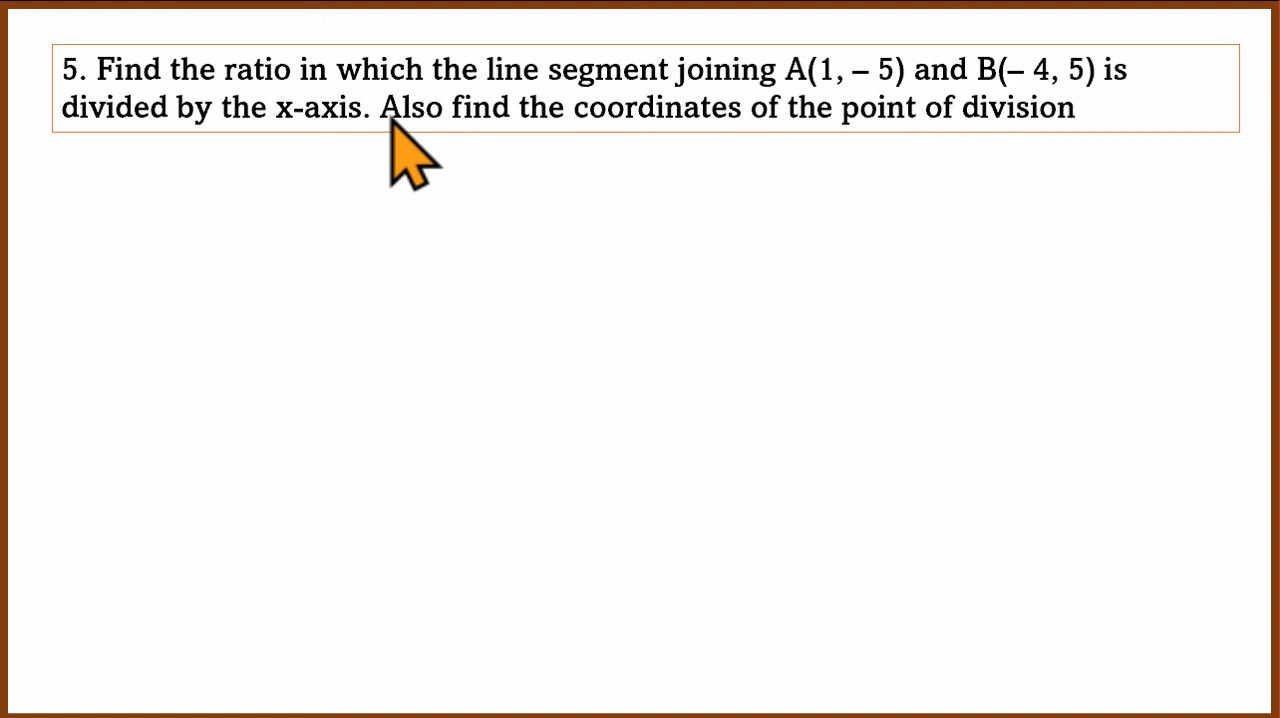 5. Find the ratio in which the line segment joining A(1, – 5) and B(– 4, 5) is
divided by the x-axis. Also find the coordinates of the point of division